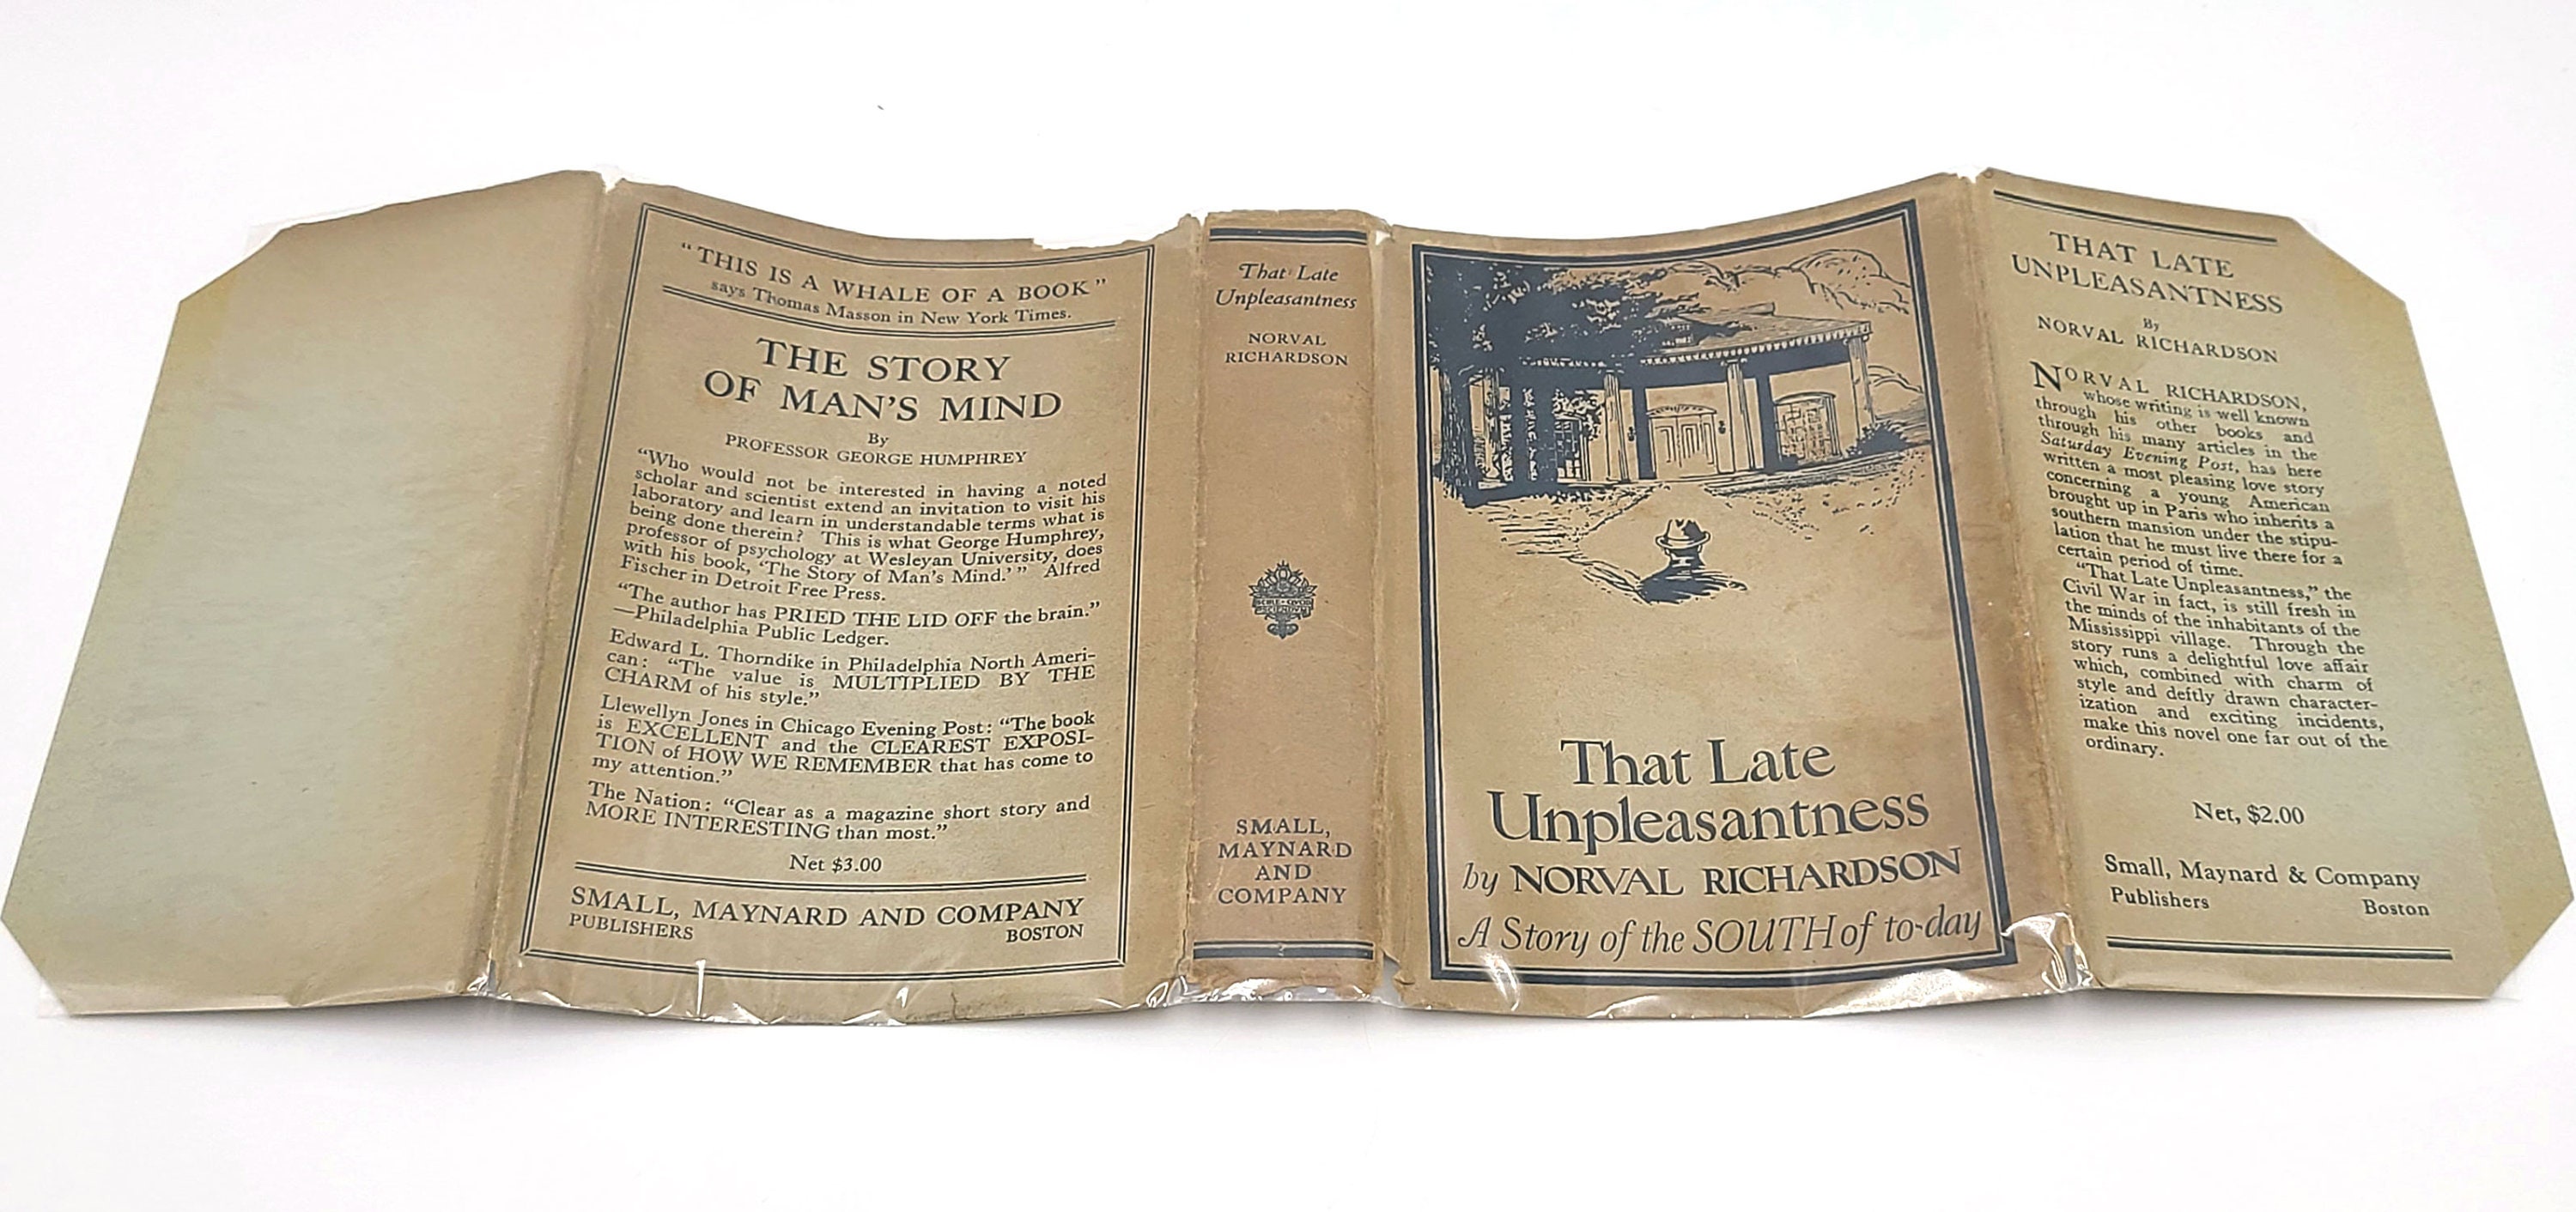 “THIS IS A WHALE OF A BOOK”
says Thomas Masson in New York Times.
THE STORY
OF MAN’S MIND
By
PROFESSOR GEORGE HUMPHREY
“Who would not be interested in having a noted
scholar and scientist extend an invitation to visit his
laboratory and learn in understandable terms what is
being done therein? This is what George Humphrey,
professor of psychology at Wesleyan University, does
with his book, ‘The Story of Man’s Mind.’” Alfred
Fischer in Detroit Free Press.
“The author has PRIED THE LID OFF the brain.”
—Philadelphia Public Ledger.
Edward L. Thorndike in Philadelphia North Ameri-
can: “The value is MULTIPLIED BY THE
CHARM of his style.”
Llewellyn Jones in Chicago Evening Post: “The book
is EXCELLENT and the CLEAREST EXPOSI-
TION of HOW WE REMEMBER that has come to
my attention.”
The Nation: “Clear as a magazine short story and
MORE INTERESTING than most.”
Net $3.00
SMALL, MAYNARD AND COMPANY
PUBLISHERS BOSTON
That Late
Unpleasantness
NORVAL
RICHARDSON
SMALL,
MAYNARD
AND
COMPANY
That Late
Unpleasantness
by NORVAL RICHARDSON
A Story of the SOUTH of to-day
THAT LATE
UNPLEASANTNESS
By
NORVAL RICHARDSON
NORVAL RICHARDSON,
whose writing is well known
through his other books and
through his many articles in the
Saturday Evening Post, has here
written a most pleasing love story
concerning a young American
brought up in Paris who inherits a
southern mansion under the stipu-
lation that he must live there for a
certain period of time.
“That Late Unpleasantness,” the
Civil War in fact, is still fresh in
the minds of the inhabitants of the
Mississippi village. Through the
story runs a delightful love affair
which, combined with charm of
style and deftly drawn character-
ization and exciting incidents,
make this novel one far out of the
ordinary.
Net, $2.00
Small, Maynard & Company
Publishers Boston